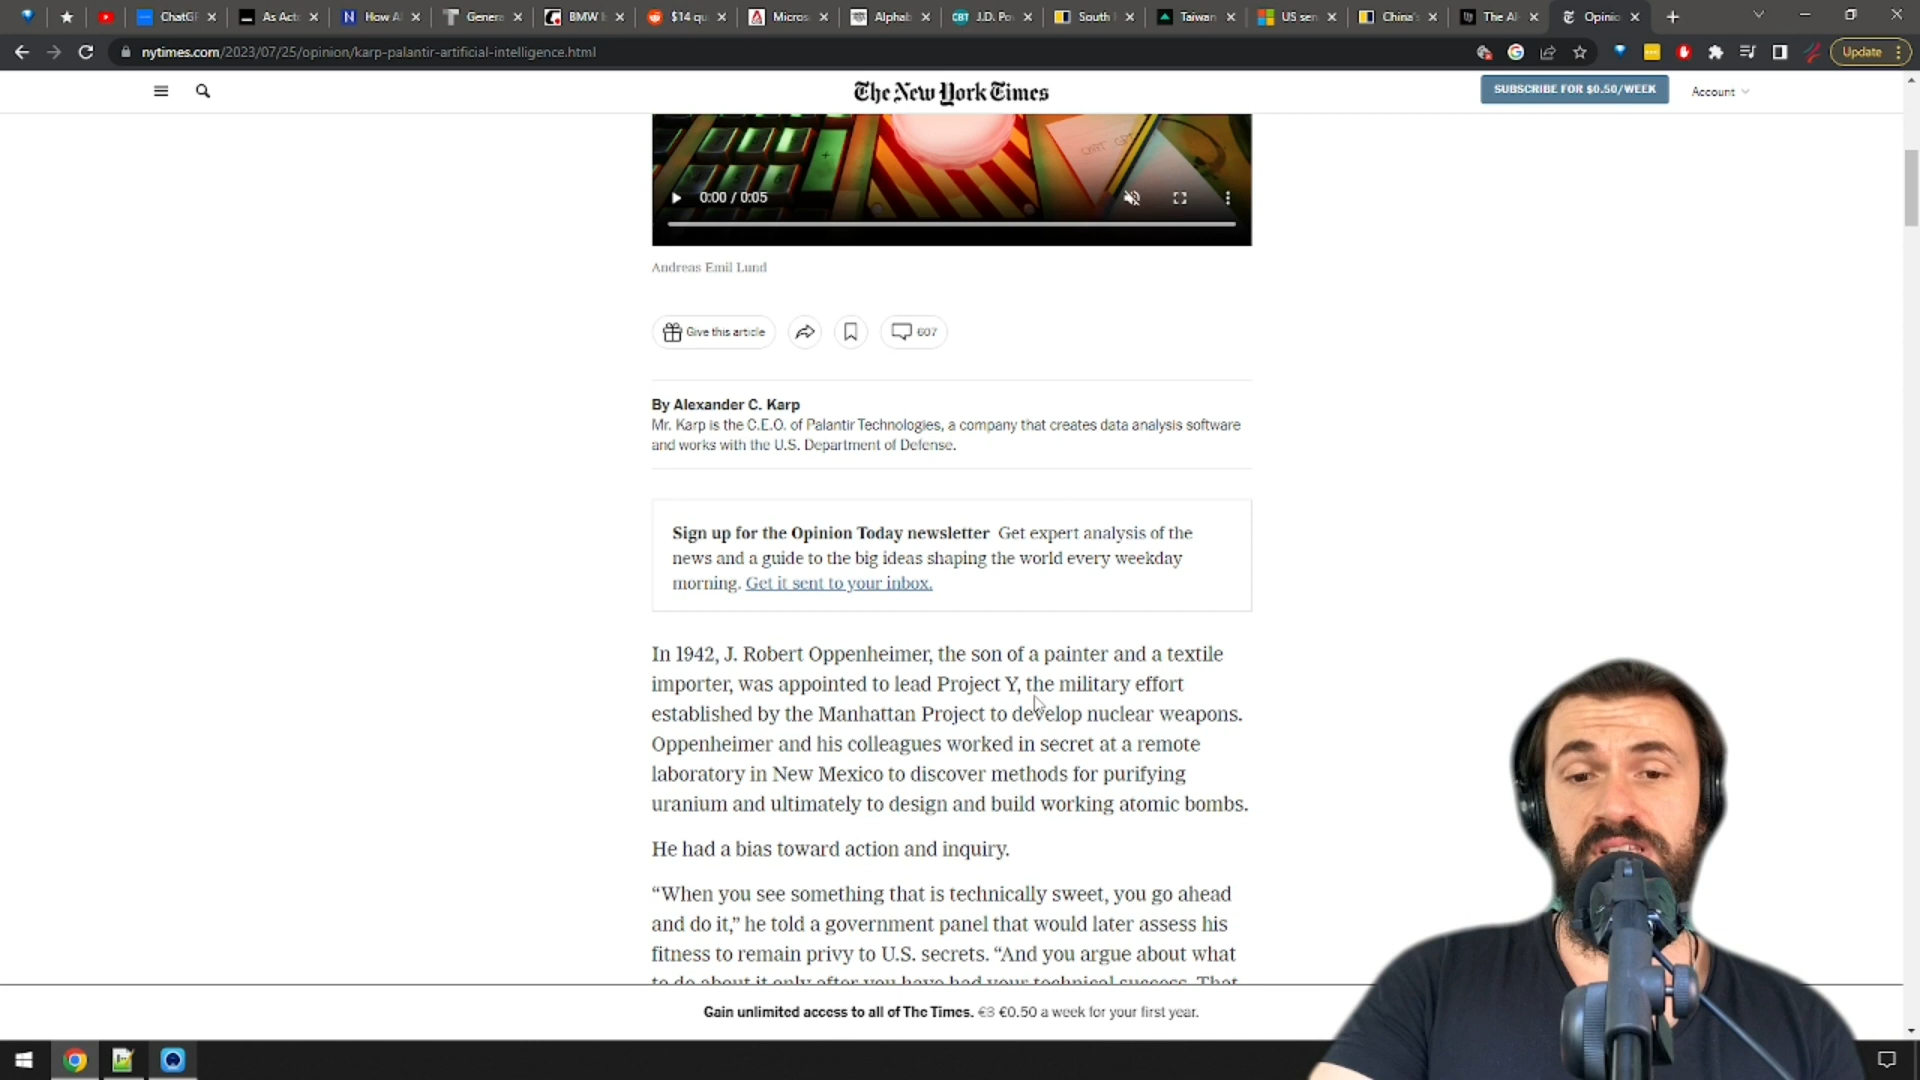 ChatGP
As Acto
How A
Genera
BMW
$14 qu
Micros
Alphab
CBT
J.D. Po
South
Taiwan
US sen
China's
The AI
Opinio
nytimes.com/2023/07/25/opinion/karp-palantir-artificial-intelligence.html
Update
The New York Times
SUBSCRIBE FOR $0.50/WEEK
Account
0:00 / 0:05
Andreas Emil Lund
Give this article
607
By Alexander C. Karp
Mr. Karp is the C.E.O. of Palantir Technologies, a company that creates data analysis software
and works with the U.S. Department of Defense.
Sign up for the Opinion Today newsletter Get expert analysis of the
news and a guide to the big ideas shaping the world every weekday
morning. Get it sent to your inbox.
In 1942, J. Robert Oppenheimer, the son of a painter and a textile
importer, was appointed to lead Project Y, the military effort
established by the Manhattan Project to develop nuclear weapons.
Oppenheimer and his colleagues worked in secret at a remote
laboratory in New Mexico to discover methods for purifying
uranium and ultimately to design and build working atomic bombs.
He had a bias toward action and inquiry.
“When you see something that is technically sweet, you go ahead
and do it,” he told a government panel that would later assess his
fitness to remain privy to U.S. secrets. “And you argue about what
to do about it only after you have had your technical success. That
Gain unlimited access to all of The Times. €3 €0.50 a week for your first year.